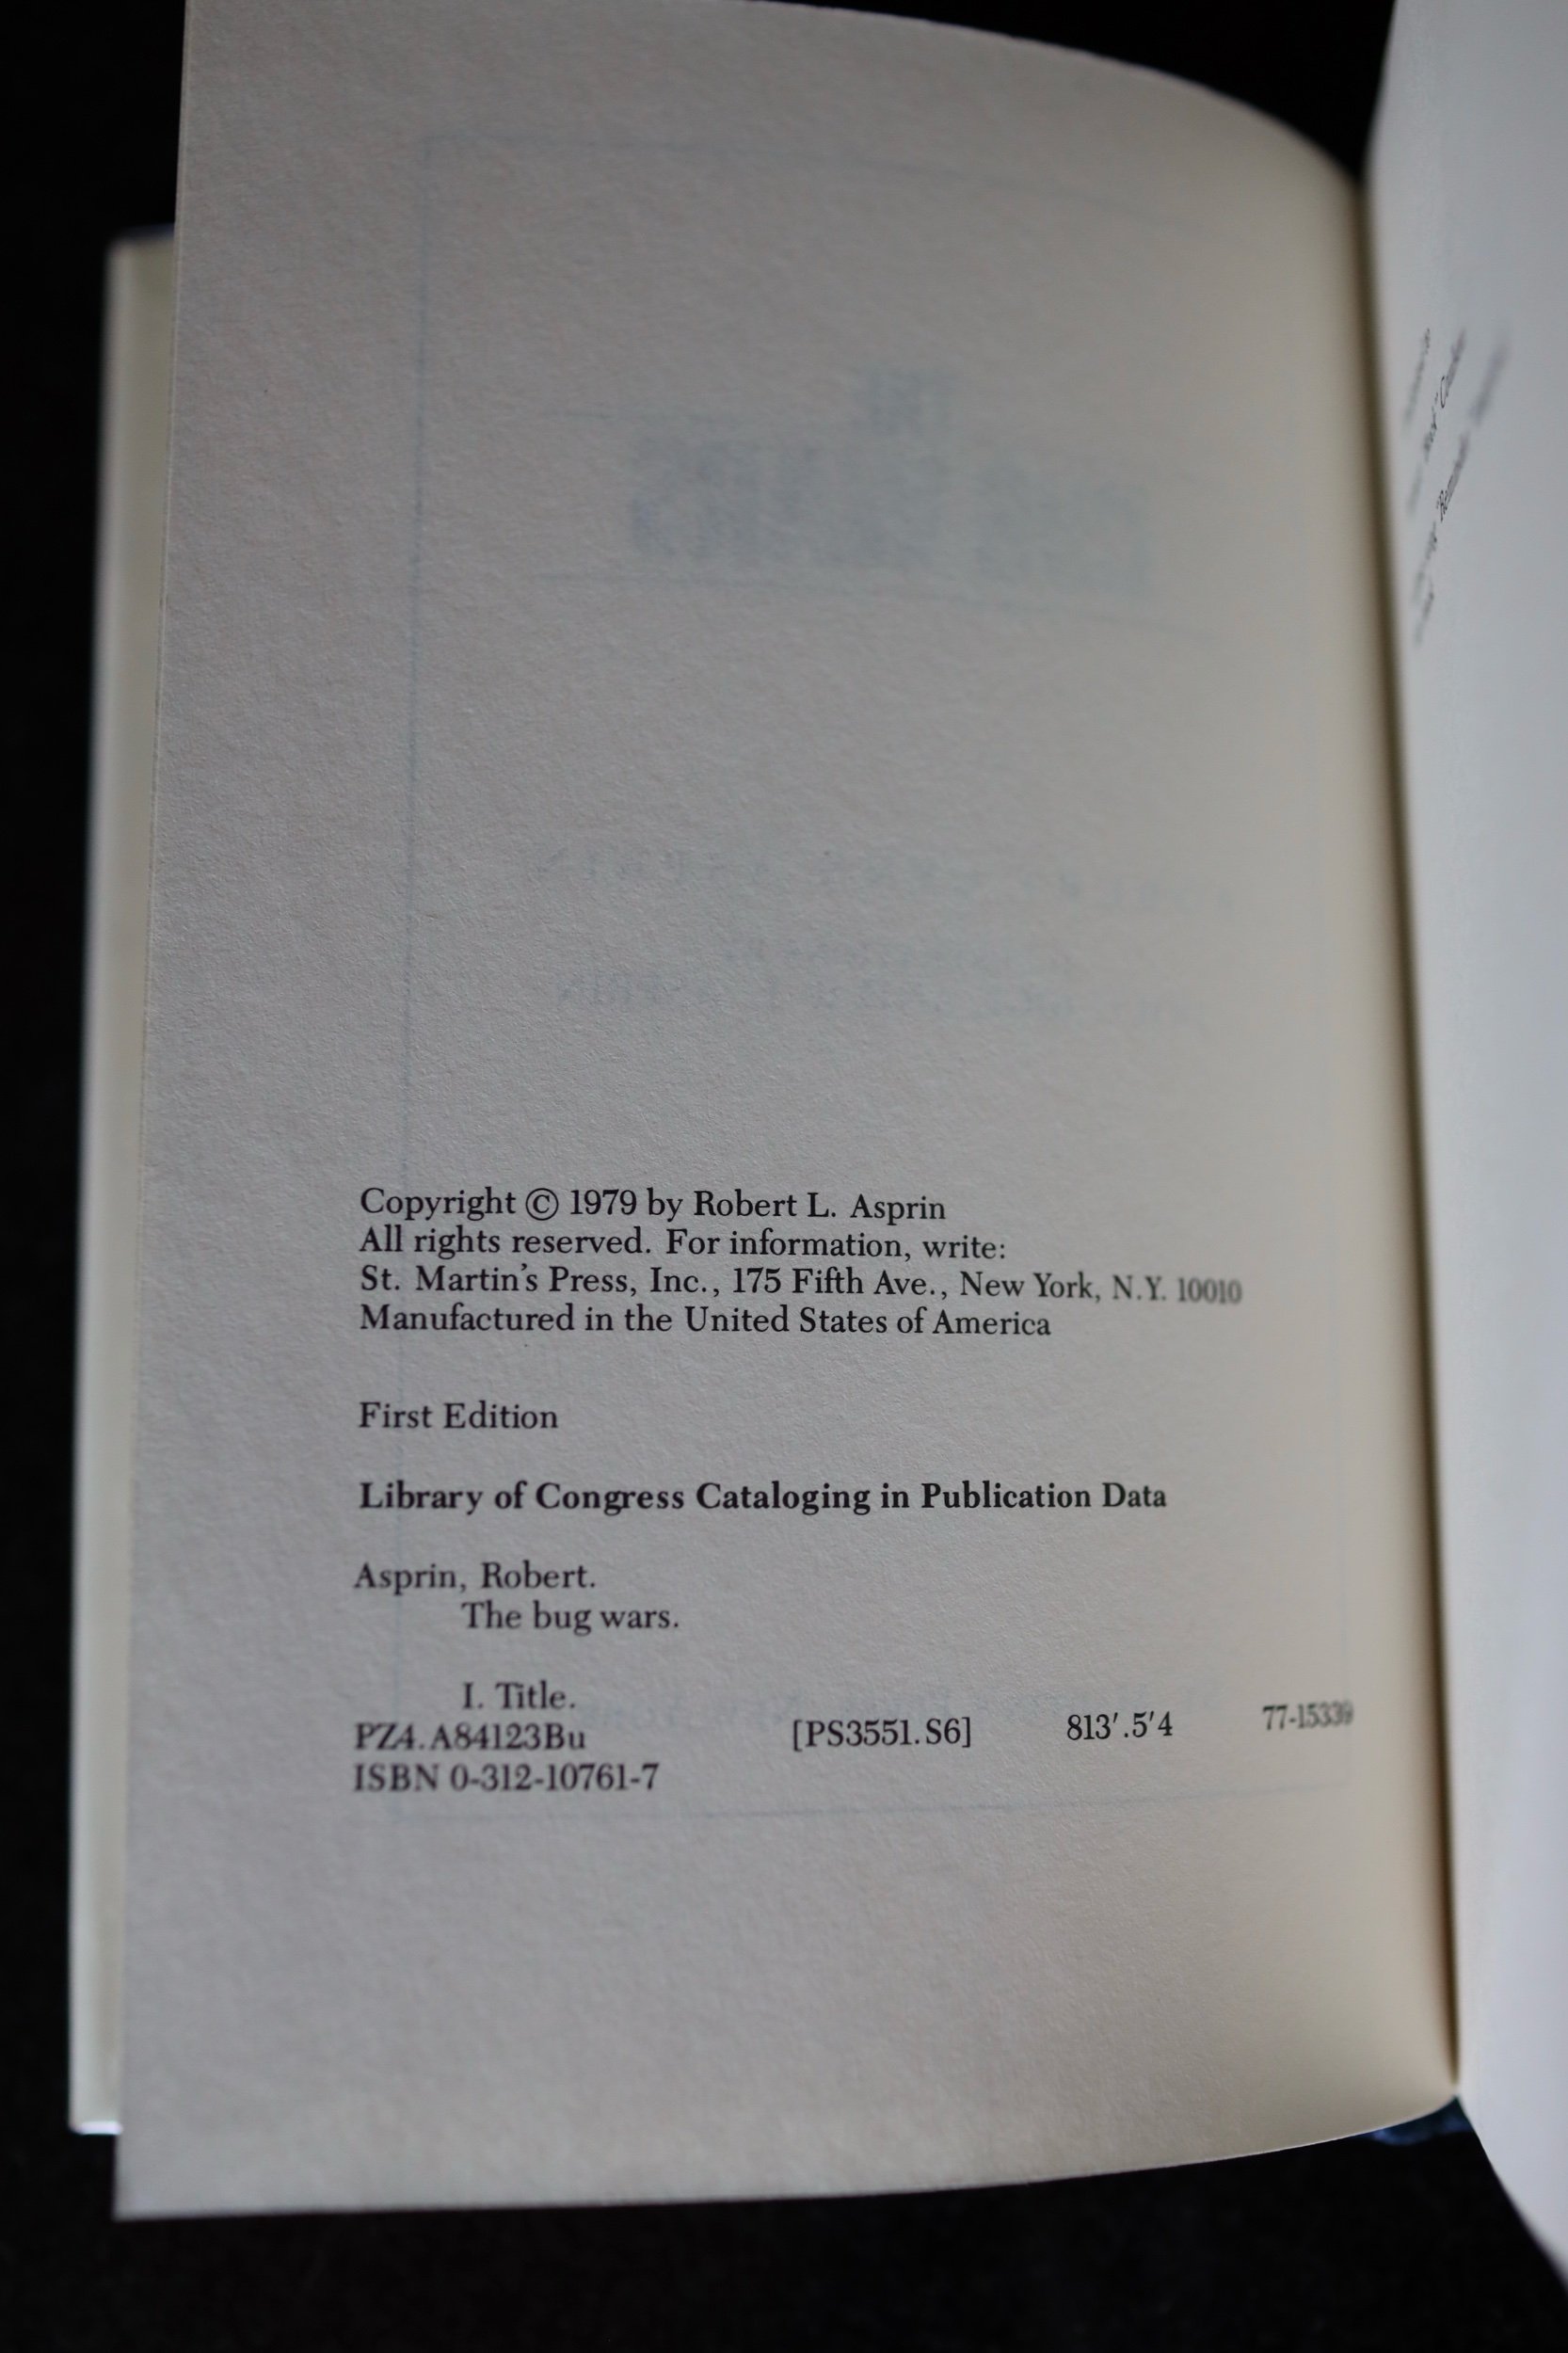 Copyright © 1979 by Robert L. Asprin
All rights reserved. For information, write:
St. Martin's Press, Inc., 175 Fifth Ave., New York, N.Y. 10010
Manufactured in the United States of America
First Edition
Library of Congress Cataloging in Publication Data
Asprin, Robert.
The bug wars.
I. Title.
PZ4.A84123Bu [PS3551.S6] 813'.5'4 77-15339
ISBN 0-312-10761-7